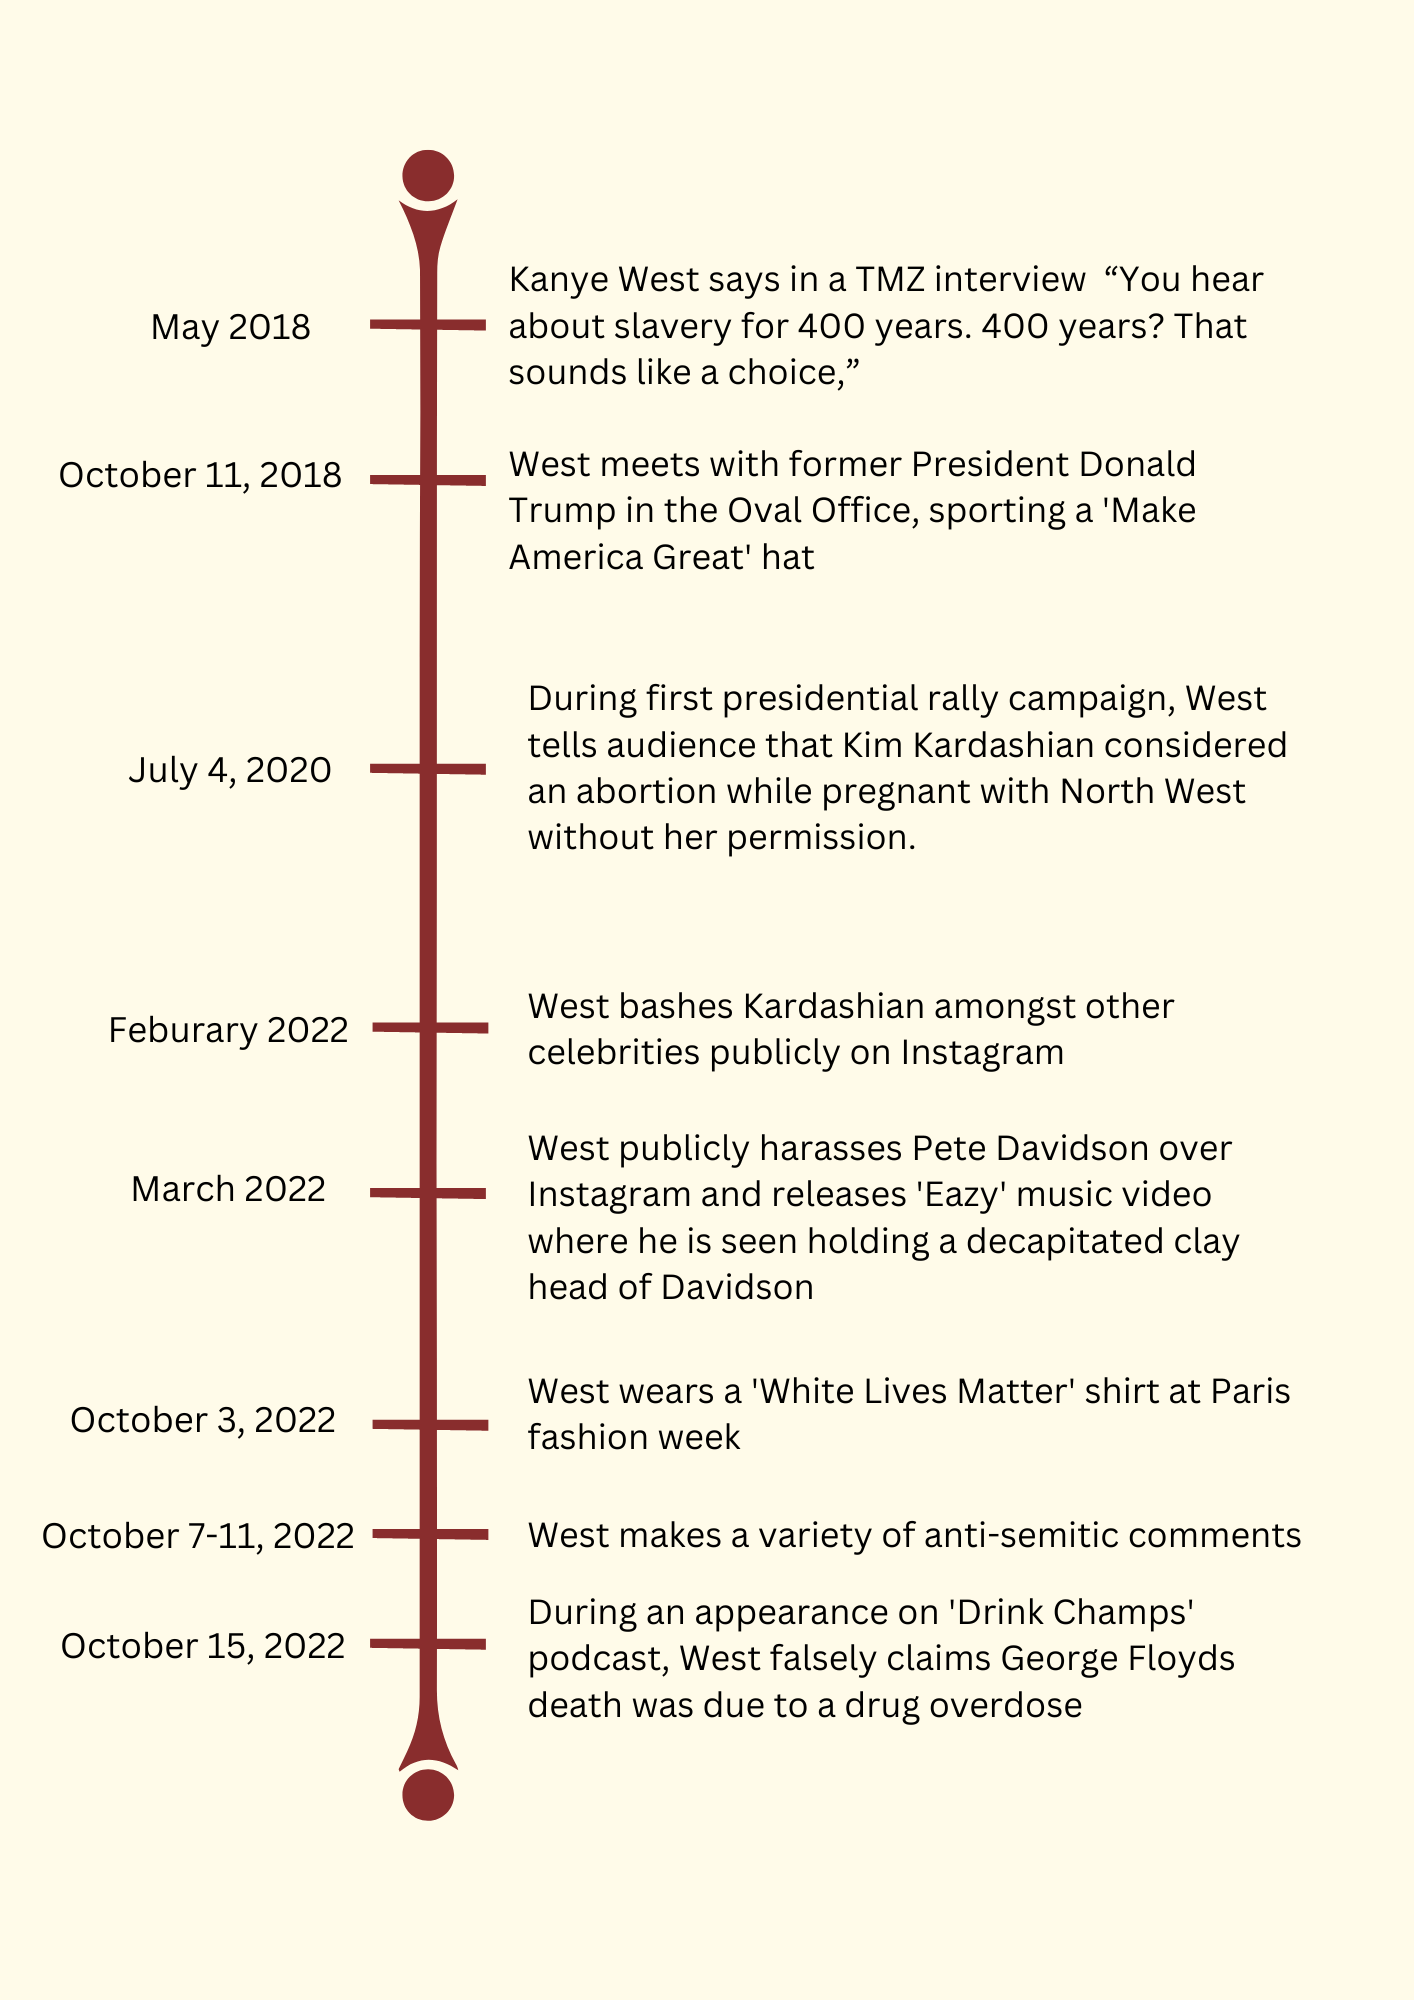 May 2018
Kanye West says in a TMZ interview  “You hear
about slavery for 400 years. 400 years? That
sounds like a choice,”
October 11, 2018
West meets with former President Donald
Trump in the Oval Office, sporting a 'Make
America Great' hat
July 4, 2020
During first presidential rally campaign, West
tells audience that Kim Kardashian considered
an abortion while pregnant with North West
without her permission.
Feburary 2022
West bashes Kardashian amongst other
celebrities publicly on Instagram
March 2022
West publicly harasses Pete Davidson over
Instagram and releases 'Eazy' music video
where he is seen holding a decapitated clay
head of Davidson
October 3, 2022
West wears a 'White Lives Matter' shirt at Paris
fashion week
October 7-11, 2022
West makes a variety of anti-semitic comments
October 15, 2022
During an appearance on 'Drink Champs'
podcast, West falsely claims George Floyds
death was due to a drug overdose